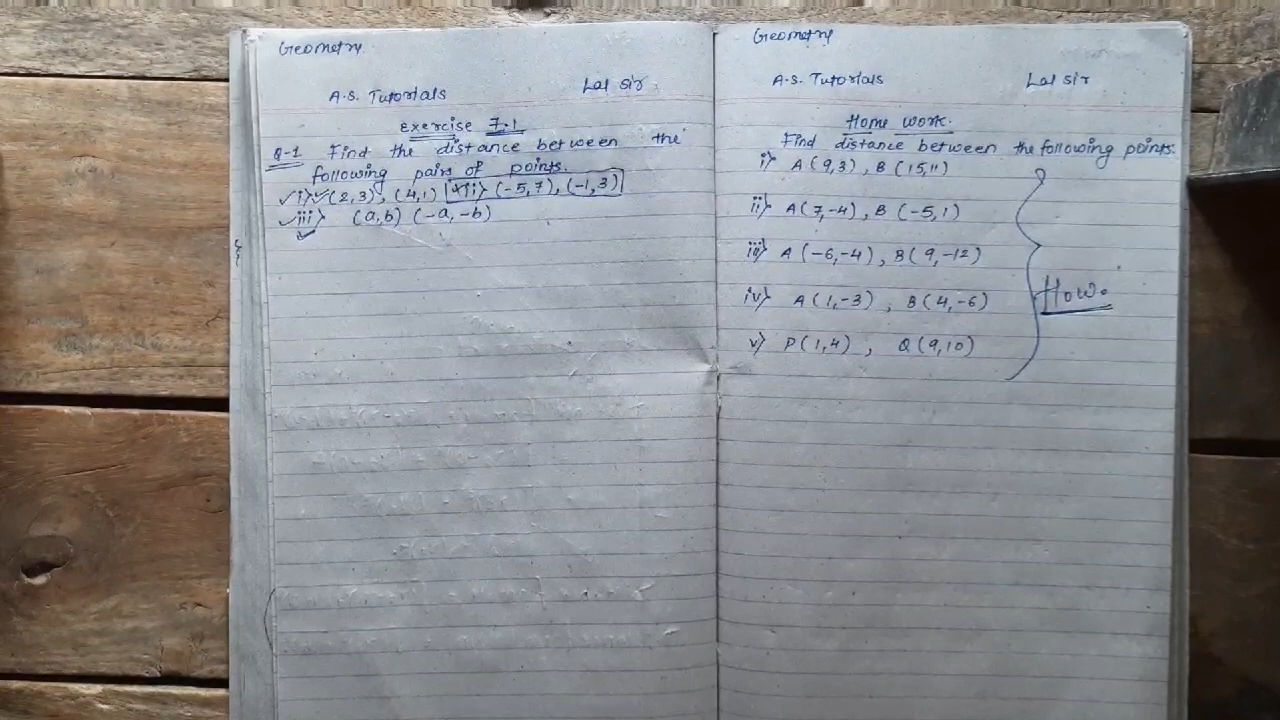 Geometry
A.S. Tutorials Lal sir
Exercise 7.1
Q-1 Find the distance between the
following pairs of points.
i) (2,3), (4,1) ii) (-5,7), (-1,3)
iii) (a,b) (-a,-b)
Geometry
A.S. Tutorials Lal sir
Home work.
Find distance between the following points.
i) A(9,3), B(15,11)
ii) A(7,-4), B(-5,1)
iii) A(-6,-4), B(9,-12)
iv) A(1,-3), B(4,-6)
v) P(1,4), Q(9,10)
H.o.w.